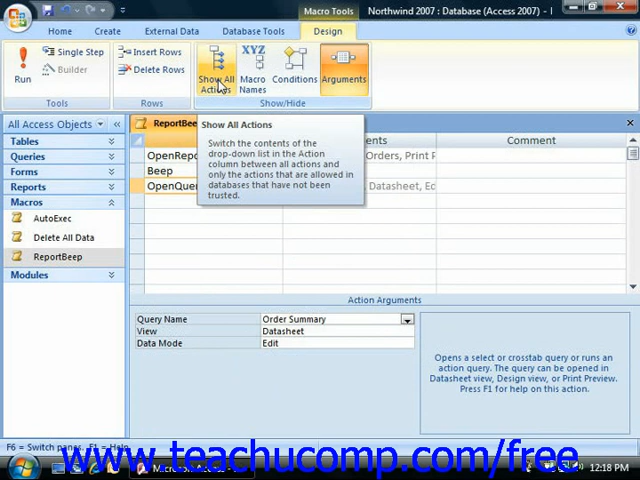 Macro Tools
Northwind 2007 : Database (Access 2007) -
Home
Create
External Data
Database Tools
Design
Run
Single Step
Builder
Tools
Insert Rows
Delete Rows
Rows
Show All
Actions
XYZ
Macro
Names
Conditions
Arguments
Show/Hide
All Access Objects
Tables
Queries
Forms
Reports
Macros
AutoExec
Delete All Data
ReportBeep
Modules
ReportBee
Show All Actions
Switch the contents of the
drop-down list in the Action
column between all actions and
only the actions that are allowed in
databases that have not been
trusted.
ents
Comment
OpenRepo
Orders, Print P
Beep
OpenQuer
, Datasheet, Ed
Action Arguments
Query Name
Order Summary
View
Datasheet
Data Mode
Edit
Opens a select or crosstab query or runs an
action query. The query can be opened in
Datasheet view, Design view, or Print Preview.
Press F1 for help on this action.
F6 = Switch panes. F1 = Help.
www.teachucomp.com/free
12:18 PM